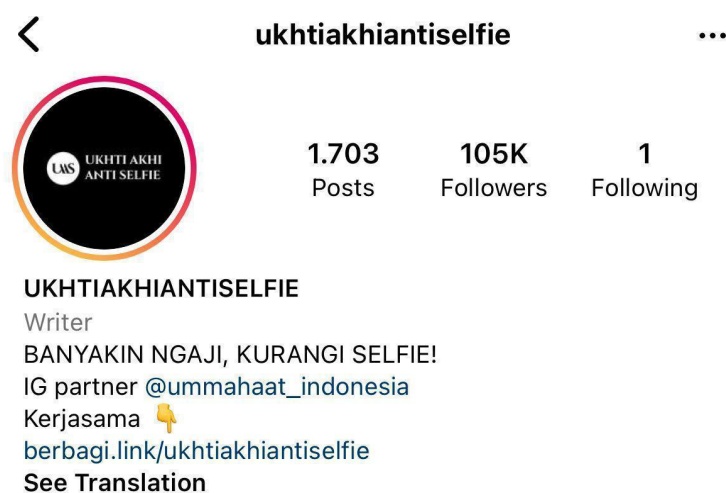 ukhtiakhiantiselfie
UAAS UKHTI AKHI
ANTI SELFIE
1.703 105K 1
Posts Followers Following
UKHTIAKHIANTISELFIE
Writer
BANYAKIN NGAJI, KURANGI SELFIE!
IG partner @ummahaat_indonesia
Kerjasama 👇
berbagi.link/ukhtiakhiantiselfie
See Translation